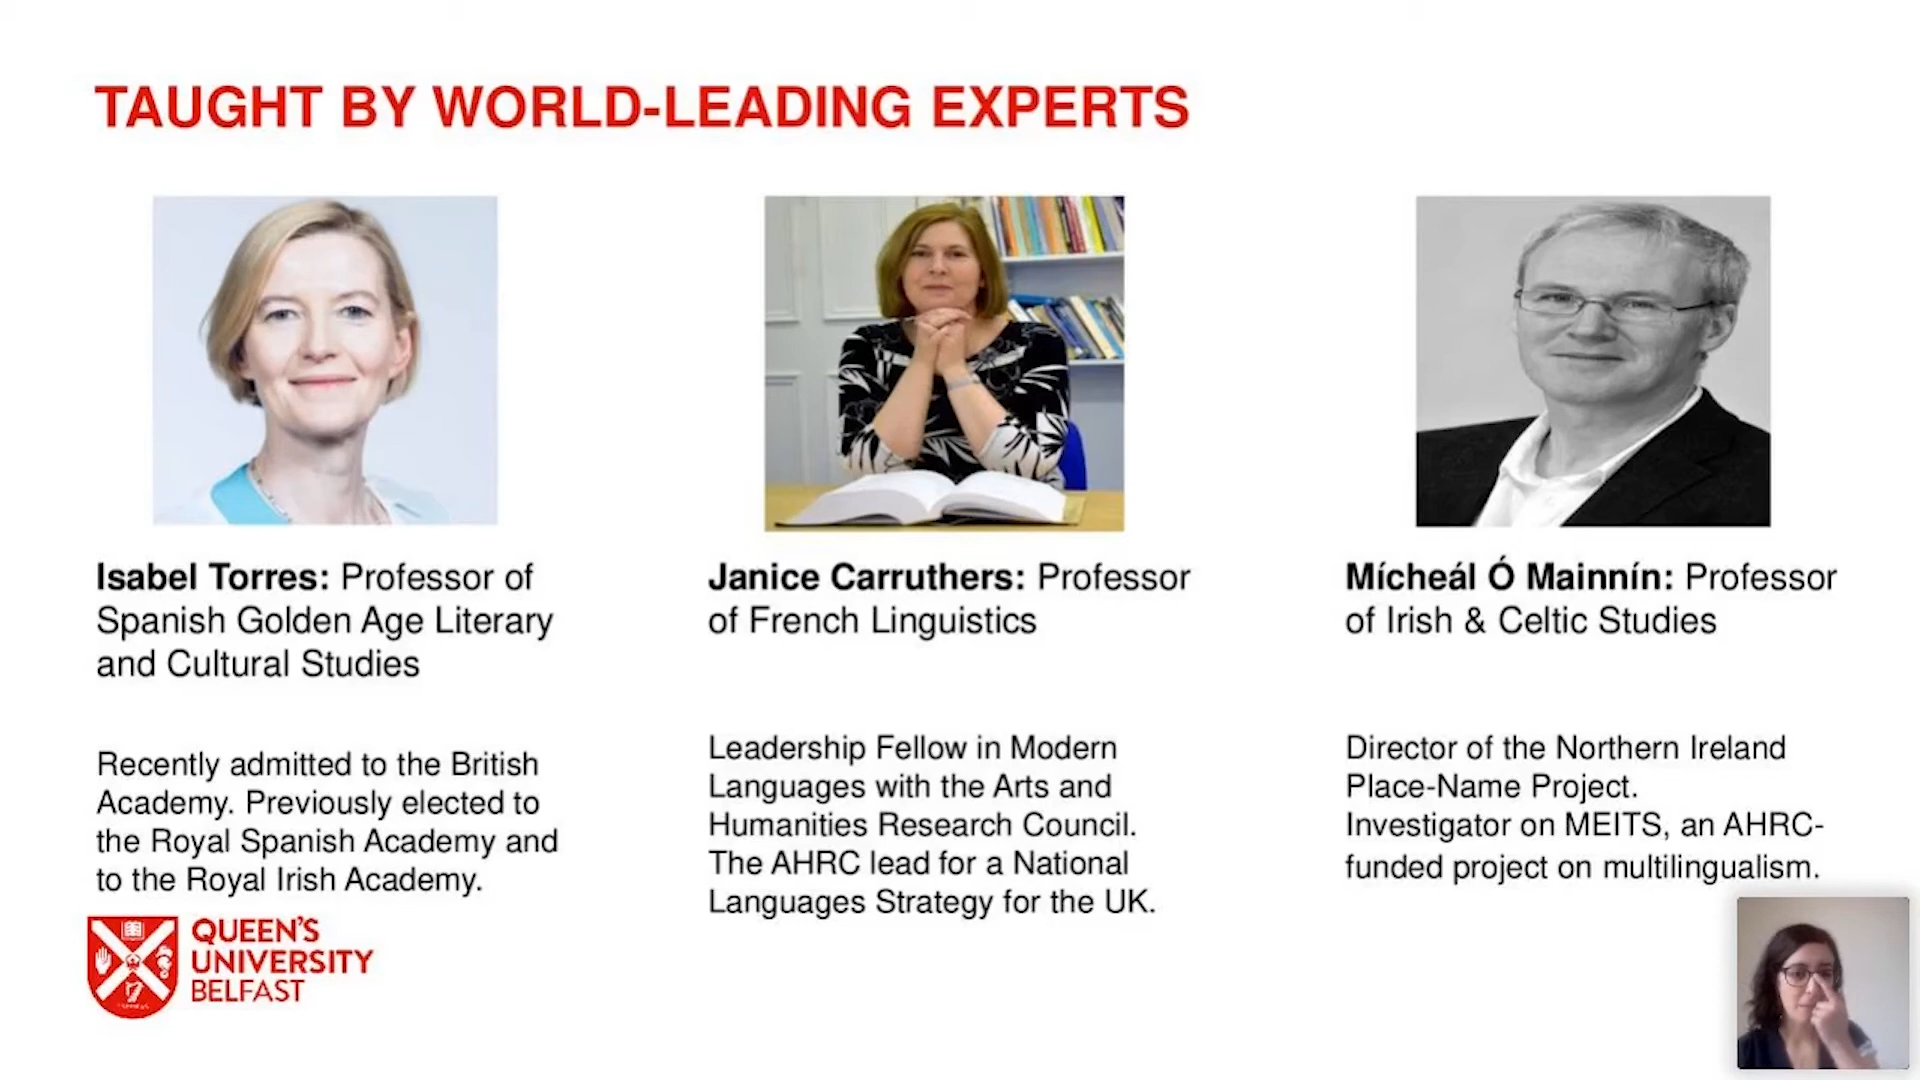 TAUGHT BY WORLD-LEADING EXPERTS
Isabel Torres: Professor of
Spanish Golden Age Literary
and Cultural Studies
Recently admitted to the British
Academy. Previously elected to
the Royal Spanish Academy and
to the Royal Irish Academy.
Janice Carruthers: Professor
of French Linguistics
Leadership Fellow in Modern
Languages with the Arts and
Humanities Research Council.
The AHRC lead for a National
Languages Strategy for the UK.
Mícheál Ó Mainnín: Professor
of Irish & Celtic Studies
Director of the Northern Ireland
Place-Name Project.
Investigator on MEITS, an AHRC-
funded project on multilingualism.
QUEEN'S
UNIVERSITY
BELFAST